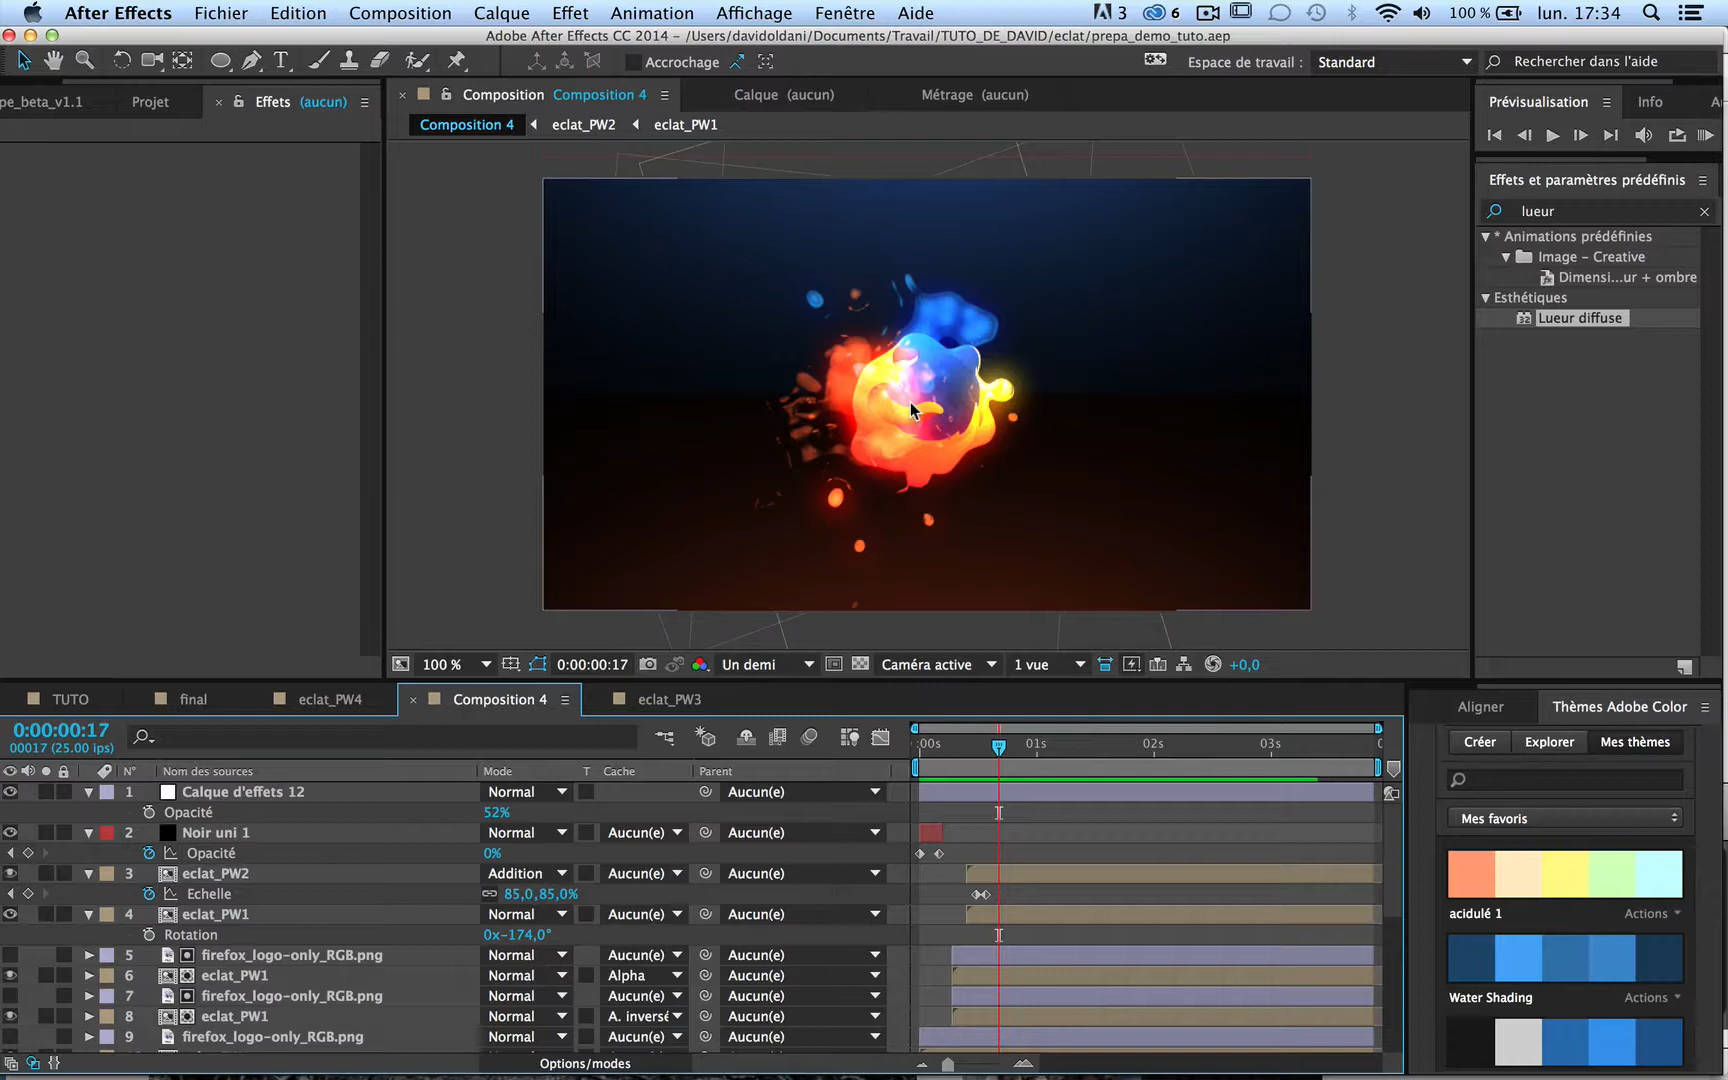 After Effects Fichier Edition Composition Calque Effet Animation Affichage Fenêtre Aide 3 6 100 % lun. 17:34
Adobe After Effects CC 2014 – /Users/davidoldani/Documents/Travail/TUTO_DE_DAVID/eclat/prepa_demo_tuto.aep
Accrochage Espace de travail : Standard Rechercher dans l'aide
pe_beta_v1.1 Projet Effets (aucun) Composition Composition 4 Calque (aucun) Métrage (aucun) Prévisualisation Info
Composition 4 eclat_PW2 eclat_PW1
Effets et paramètres prédéfinis
lueur
* Animations prédéfinies
Image – Creative
Dimensi...ur + ombre
Esthétiques
32 Lueur diffuse
100 % 0:00:00:17 Un demi Caméra active 1 vue +0,0
TUTO final eclat_PW4 Composition 4 eclat_PW3 Aligner Thèmes Adobe Color
0:00:00:17
00017 (25.00 ips)
:00s 01s 02s 03s
Créer Explorer Mes thèmes
N° Nom des sources Mode T Cache Parent
1 Calque d'effets 12 Normal Aucun(e)
Opacité 52%
2 Noir uni 1 Normal Aucun(e) Aucun(e)
Opacité 0%
3 eclat_PW2 Addition Aucun(e) Aucun(e)
Echelle 85,0,85,0%
4 eclat_PW1 Normal Aucun(e) Aucun(e)
Rotation 0x-174,0°
5 firefox_logo-only_RGB.png Normal Aucun(e) Aucun(e)
6 eclat_PW1 Normal Alpha Aucun(e)
7 firefox_logo-only_RGB.png Normal Aucun(e) Aucun(e)
8 eclat_PW1 Normal A. inversé Aucun(e)
9 firefox_logo-only_RGB.png Normal Aucun(e) Aucun(e)
Options/modes
Mes favoris
acidulé 1 Actions
Water Shading Actions